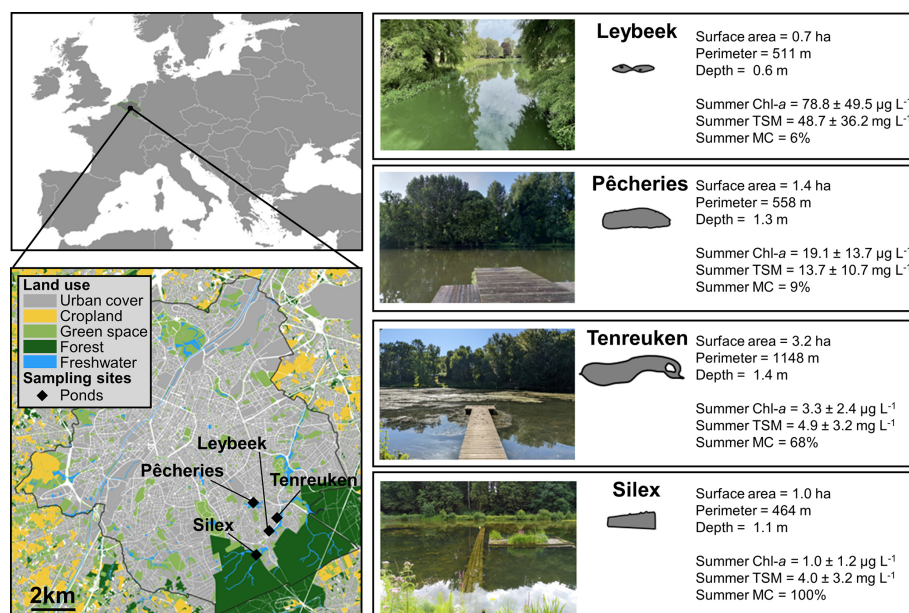 Land use
Urban cover
Cropland
Green space
Forest
Freshwater
Sampling sites
Ponds
Leybeek
Pêcheries
Tenreuken
Silex
2km
Leybeek
Surface area = 0.7 ha
Perimeter = 511 m
Depth = 0.6 m
Summer Chl-a = 78.8 ± 49.5 µg L-1
Summer TSM = 48.7 ± 36.2 mg L-1
Summer MC = 6%
Pêcheries
Surface area = 1.4 ha
Perimeter = 558 m
Depth = 1.3 m
Summer Chl-a = 19.1 ± 13.7 µg L-1
Summer TSM = 13.7 ± 10.7 mg L-1
Summer MC = 9%
Tenreuken
Surface area = 3.2 ha
Perimeter = 1148 m
Depth = 1.4 m
Summer Chl-a = 3.3 ± 2.4 µg L-1
Summer TSM = 4.9 ± 3.2 mg L-1
Summer MC = 68%
Silex
Surface area = 1.0 ha
Perimeter = 464 m
Depth = 1.1 m
Summer Chl-a = 1.0 ± 1.2 µg L-1
Summer TSM = 4.0 ± 3.2 mg L-1
Summer MC = 100%